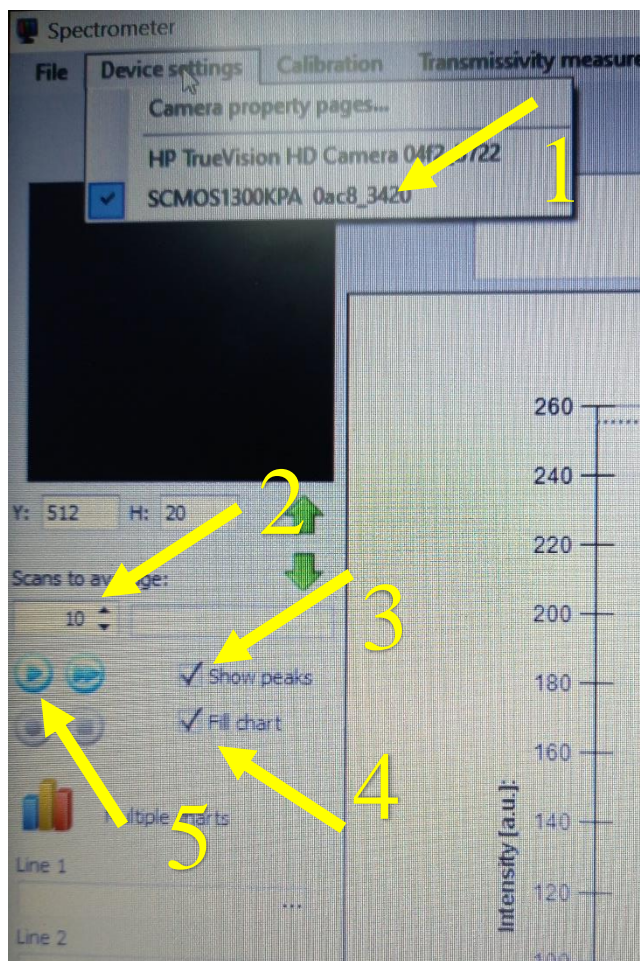 Spectrometer
File Device settings Calibration Transmissivity measure
Camera property pages...
HP TrueVision HD Camera 04f2_b722
SCMOS1300KPA 0ac8_3420
1
260
240
Y: 512 H: 20
2
220
Scans to average:
10
200
3
Show peaks
180
Fill chart
160
4
Multiple charts
5
140
Intensity [a.u.]:
Line 1
...
120
Line 2
100